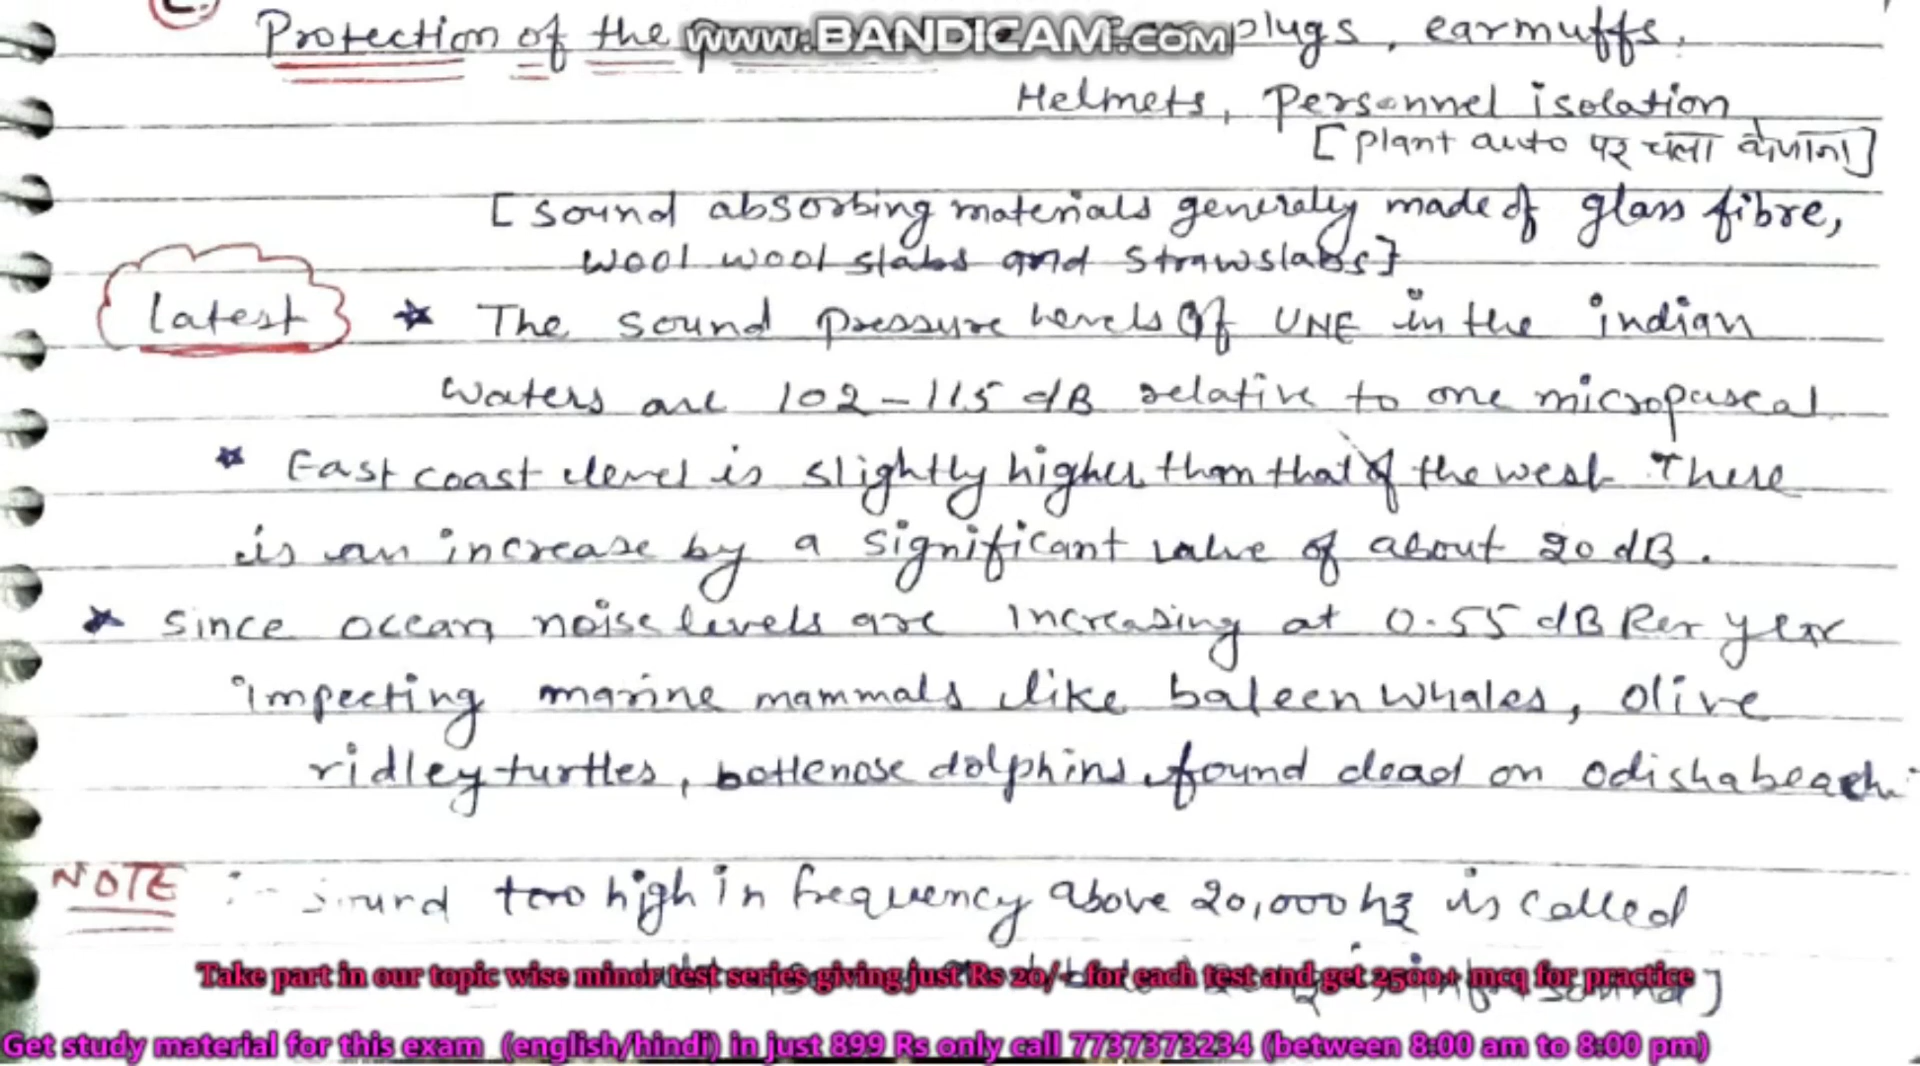 Protection of the
www.BANDICAM.com
plugs, earmuffs,
Helmets, Personnel isolation
[Plant auto पर चला के जाना]
[sound absorbing materials generaley made of glass fibre,
wool wool slabs and strawslabs}
Latest
The sound pressure levels of UNE in the indian
waters are 102-115 dB relative to one micropascal
East coast level is slightly higher than that of the west There
is an increase by a significant value of about 20 dB.
since ocean noise levels are increasing at 0.55 dB Per year
impecting marine mammals like baleen whales, olive
ridley turtles, bottlenose dolphins found dead on odisha beach.
NOTE :- sound too high in frequency above 20,000 hz is called
Take part in our topic wise minor test series giving just Rs 20/- for each test and get 2500+ mcq for practice
Get study material for this exam (english/hindi) in just 899 Rs only call 7737373234 (between 8:00 am to 8:00 pm)